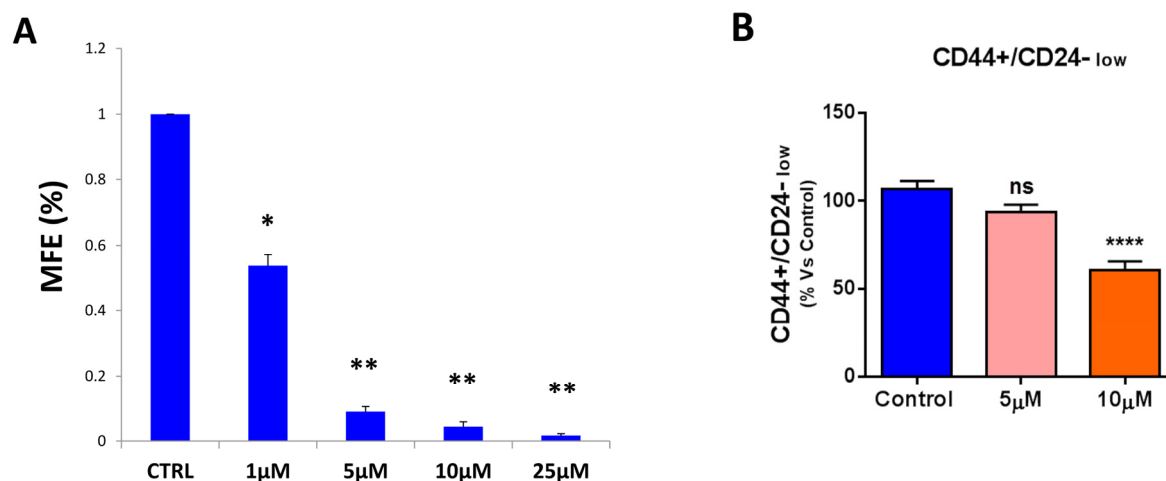 A
1.2
1
0.8
0.6
0.4
0.2
0
MFE (%)
*
**
**
**
CTRL
1µM
5µM
10µM
25µM
B
CD44+/CD24- low
150
100
50
0
CD44+/CD24- low
(% Vs Control)
ns
****
Control
5µM
10µM